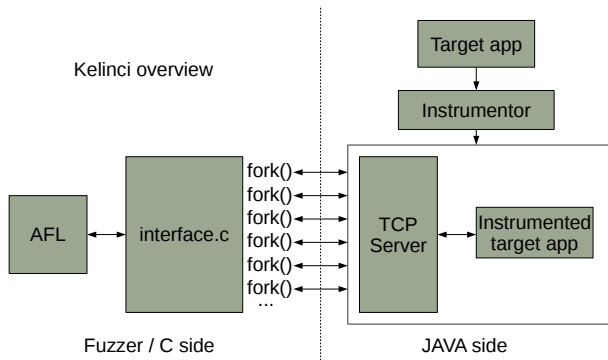 Kelinci overview
Target app
Instrumentor
AFL
interface.c
fork()
fork()
fork()
fork()
fork()
fork()
...
TCP
Server
Instrumented
target app
Fuzzer / C side
JAVA side